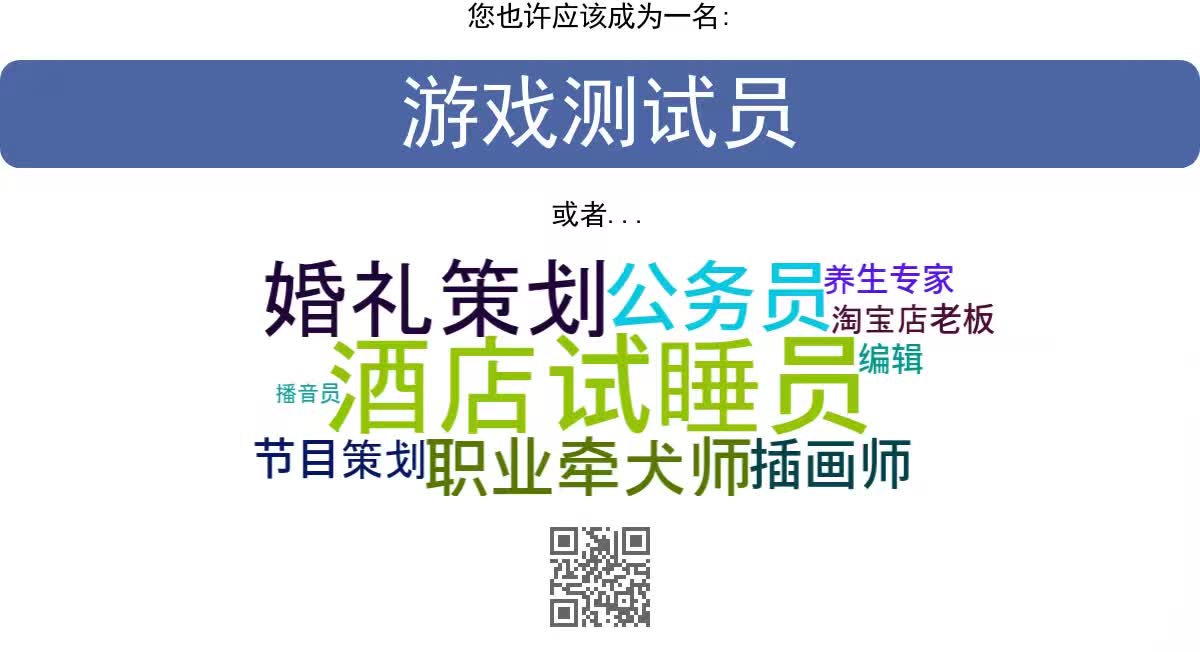 您也许应该成为一名:
游戏测试员
或者...
婚礼策划
公务员
养生专家
淘宝店老板
酒店试睡员
编辑
播音员
节目策划
职业牵犬师
插画师